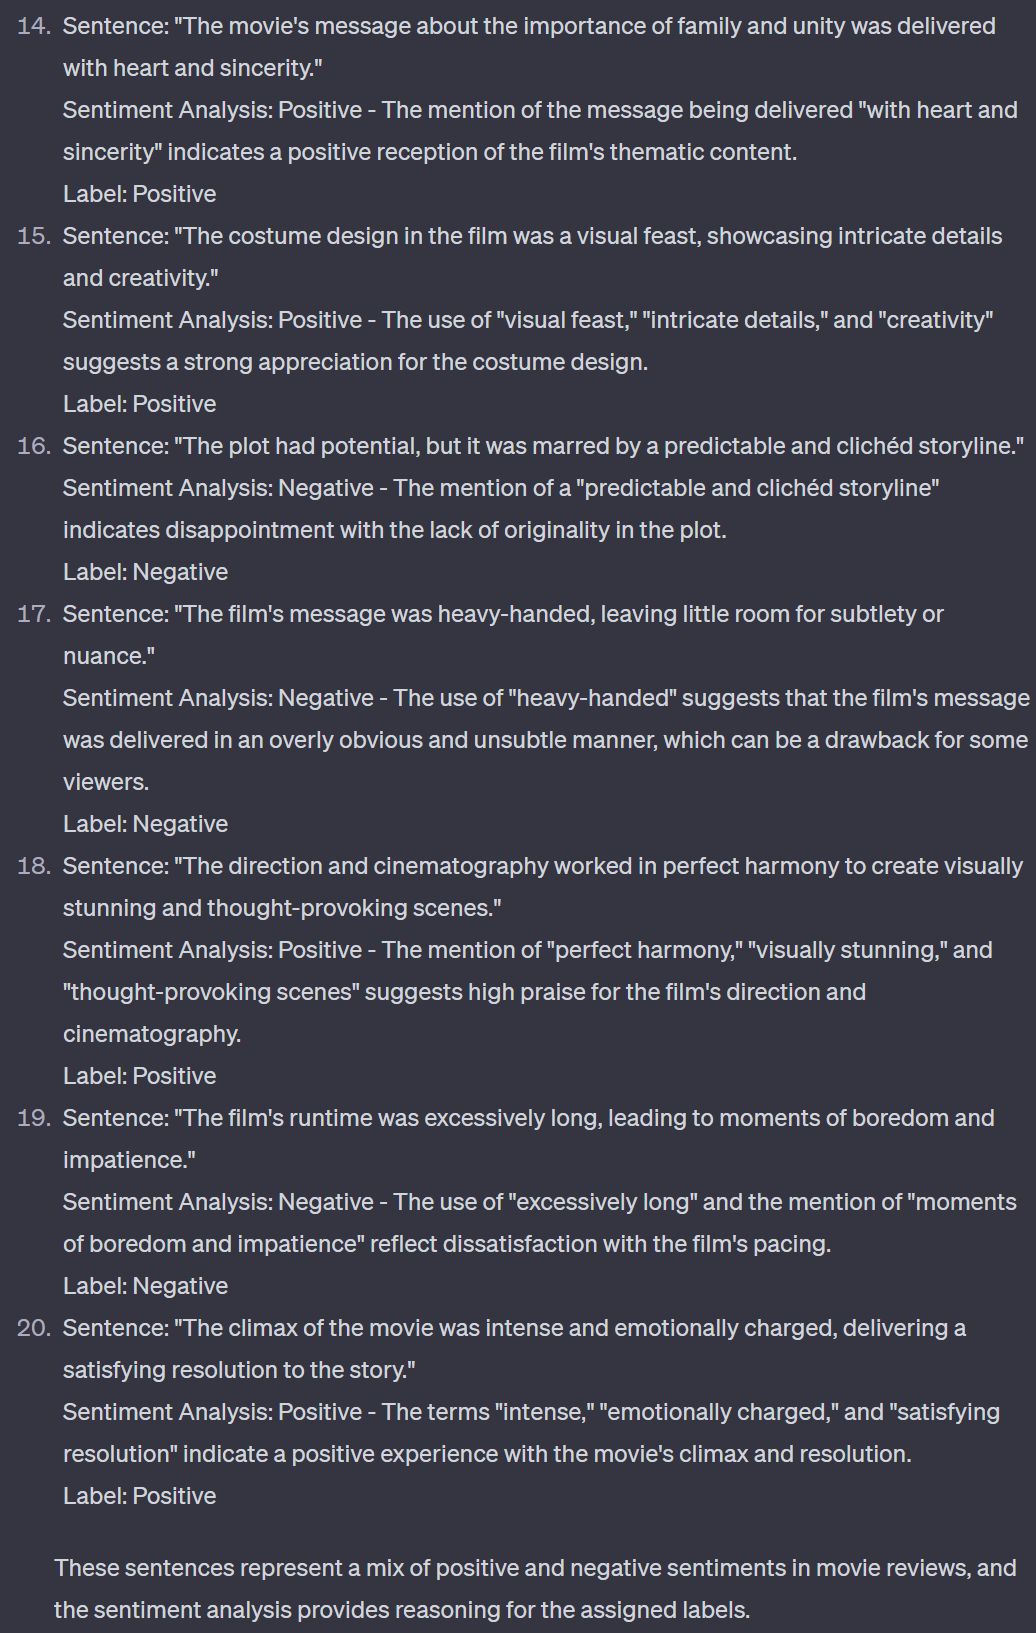 14. Sentence: "The movie's message about the importance of family and unity was delivered
with heart and sincerity."
Sentiment Analysis: Positive - The mention of the message being delivered "with heart and
sincerity" indicates a positive reception of the film's thematic content.
Label: Positive
15. Sentence: "The costume design in the film was a visual feast, showcasing intricate details
and creativity."
Sentiment Analysis: Positive - The use of "visual feast," "intricate details," and "creativity"
suggests a strong appreciation for the costume design.
Label: Positive
16. Sentence: "The plot had potential, but it was marred by a predictable and clichéd storyline."
Sentiment Analysis: Negative - The mention of a "predictable and clichéd storyline"
indicates disappointment with the lack of originality in the plot.
Label: Negative
17. Sentence: "The film's message was heavy-handed, leaving little room for subtlety or
nuance."
Sentiment Analysis: Negative - The use of "heavy-handed" suggests that the film's message
was delivered in an overly obvious and unsubtle manner, which can be a drawback for some
viewers.
Label: Negative
18. Sentence: "The direction and cinematography worked in perfect harmony to create visually
stunning and thought-provoking scenes."
Sentiment Analysis: Positive - The mention of "perfect harmony," "visually stunning," and
"thought-provoking scenes" suggests high praise for the film's direction and
cinematography.
Label: Positive
19. Sentence: "The film's runtime was excessively long, leading to moments of boredom and
impatience."
Sentiment Analysis: Negative - The use of "excessively long" and the mention of "moments
of boredom and impatience" reflect dissatisfaction with the film's pacing.
Label: Negative
20. Sentence: "The climax of the movie was intense and emotionally charged, delivering a
satisfying resolution to the story."
Sentiment Analysis: Positive - The terms "intense," "emotionally charged," and "satisfying
resolution" indicate a positive experience with the movie's climax and resolution.
Label: Positive
These sentences represent a mix of positive and negative sentiments in movie reviews, and
the sentiment analysis provides reasoning for the assigned labels.